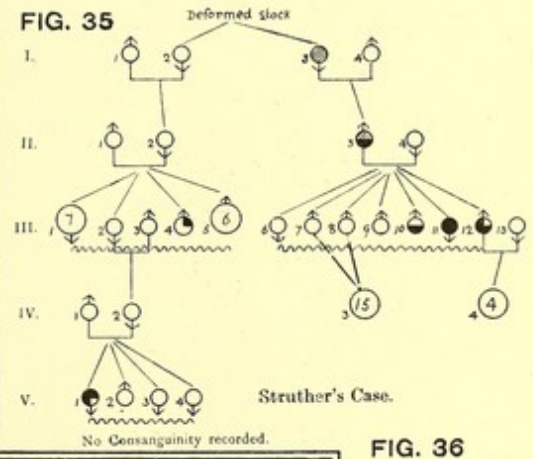 FIG. 35
Deformed stock
I. 1 2 3 4
II. 1 2 3 4
III. 1 7 2 3 4 5 6 6 7 8 9 10 11 12 13
IV. 1 2 3 15 4 4
V. 1 2 3 4
Struther's Case.
No Consanguinity recorded.
FIG. 36